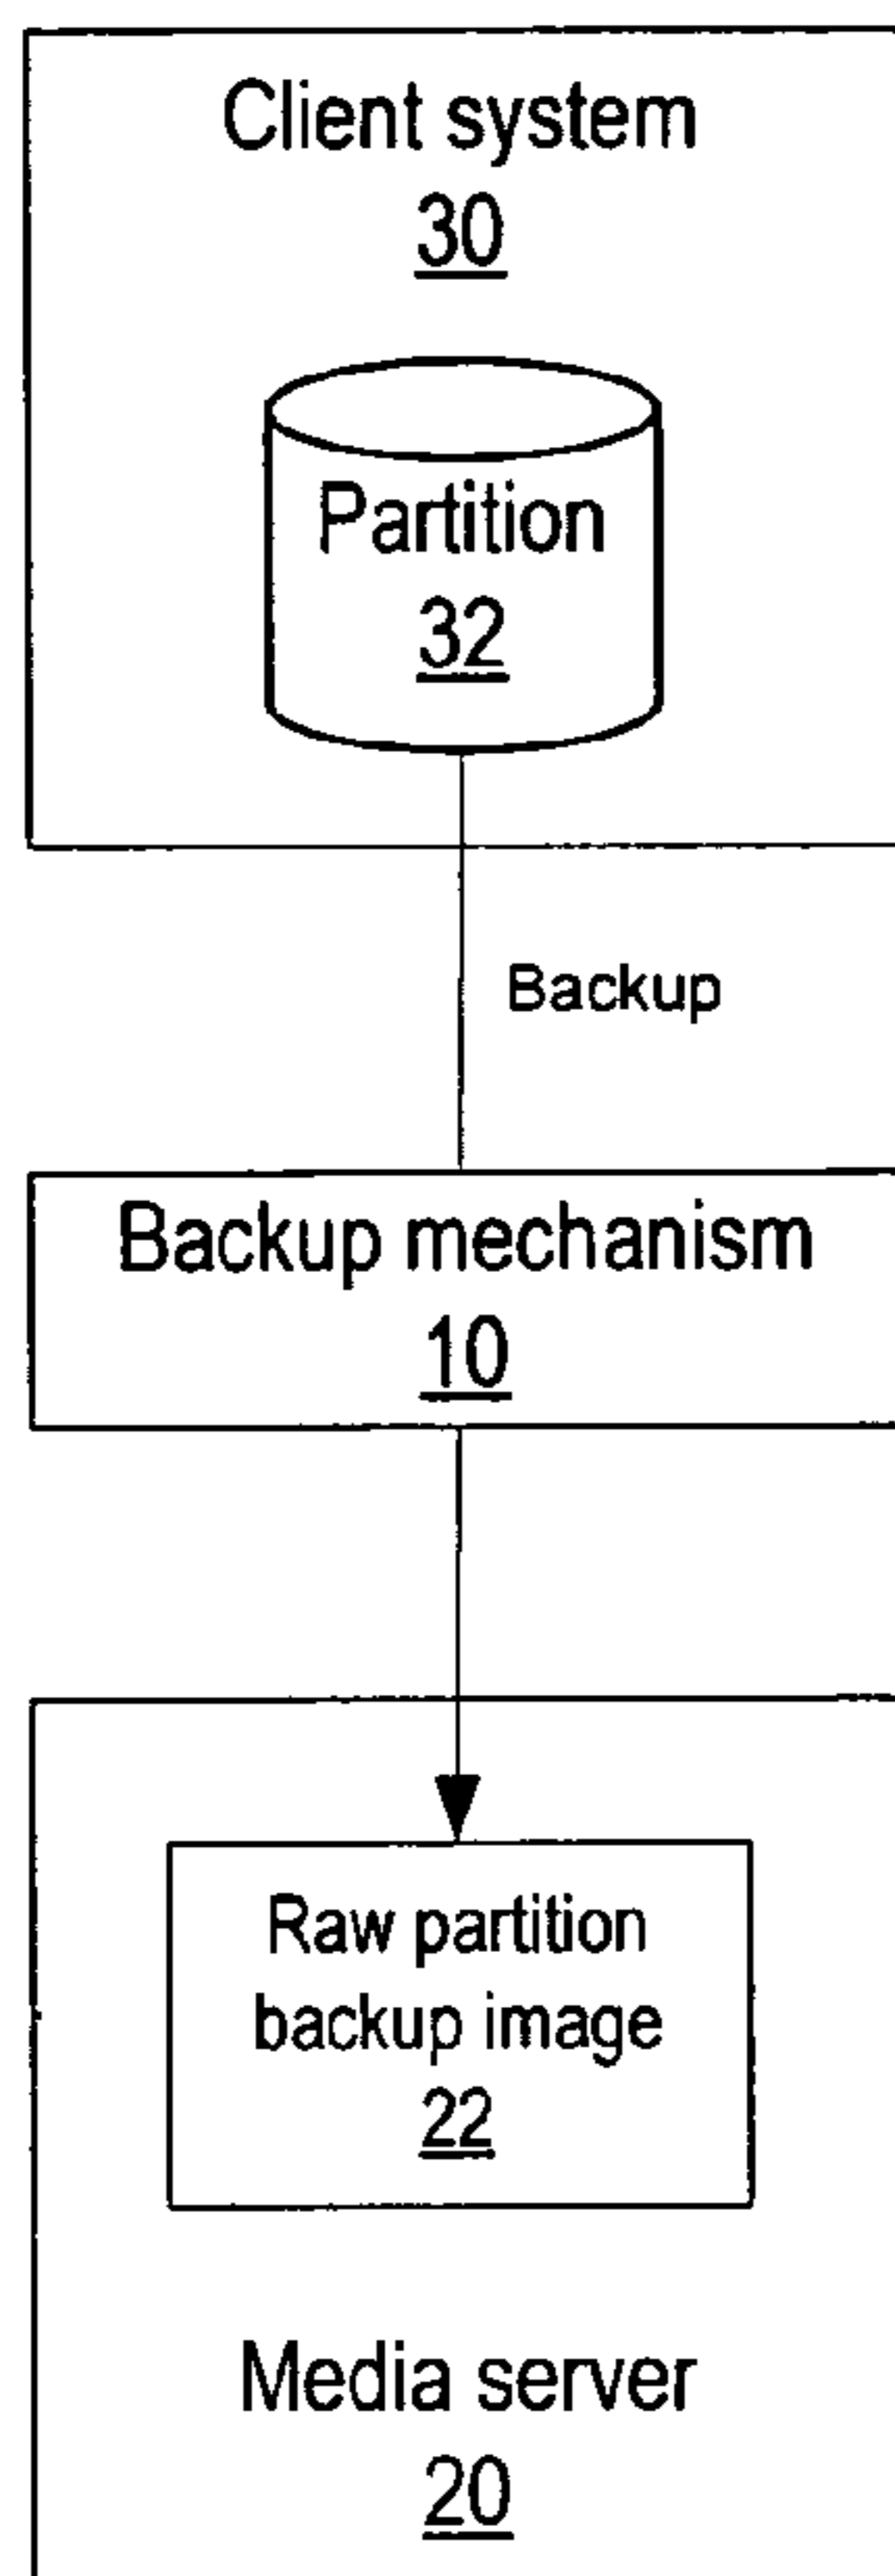 Client system
30
Partition
32
Backup
Backup mechanism
10
Raw partition
backup image
22
Media server
20